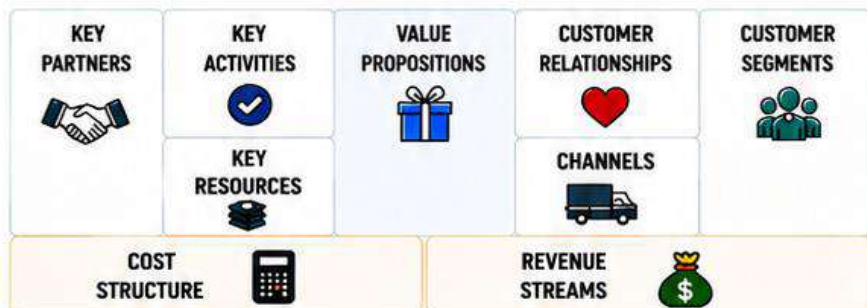 KEY
PARTNERS
KEY
ACTIVITIES
KEY
RESOURCES
VALUE
PROPOSITIONS
CUSTOMER
RELATIONSHIPS
CHANNELS
CUSTOMER
SEGMENTS
COST
STRUCTURE
REVENUE
STREAMS
$